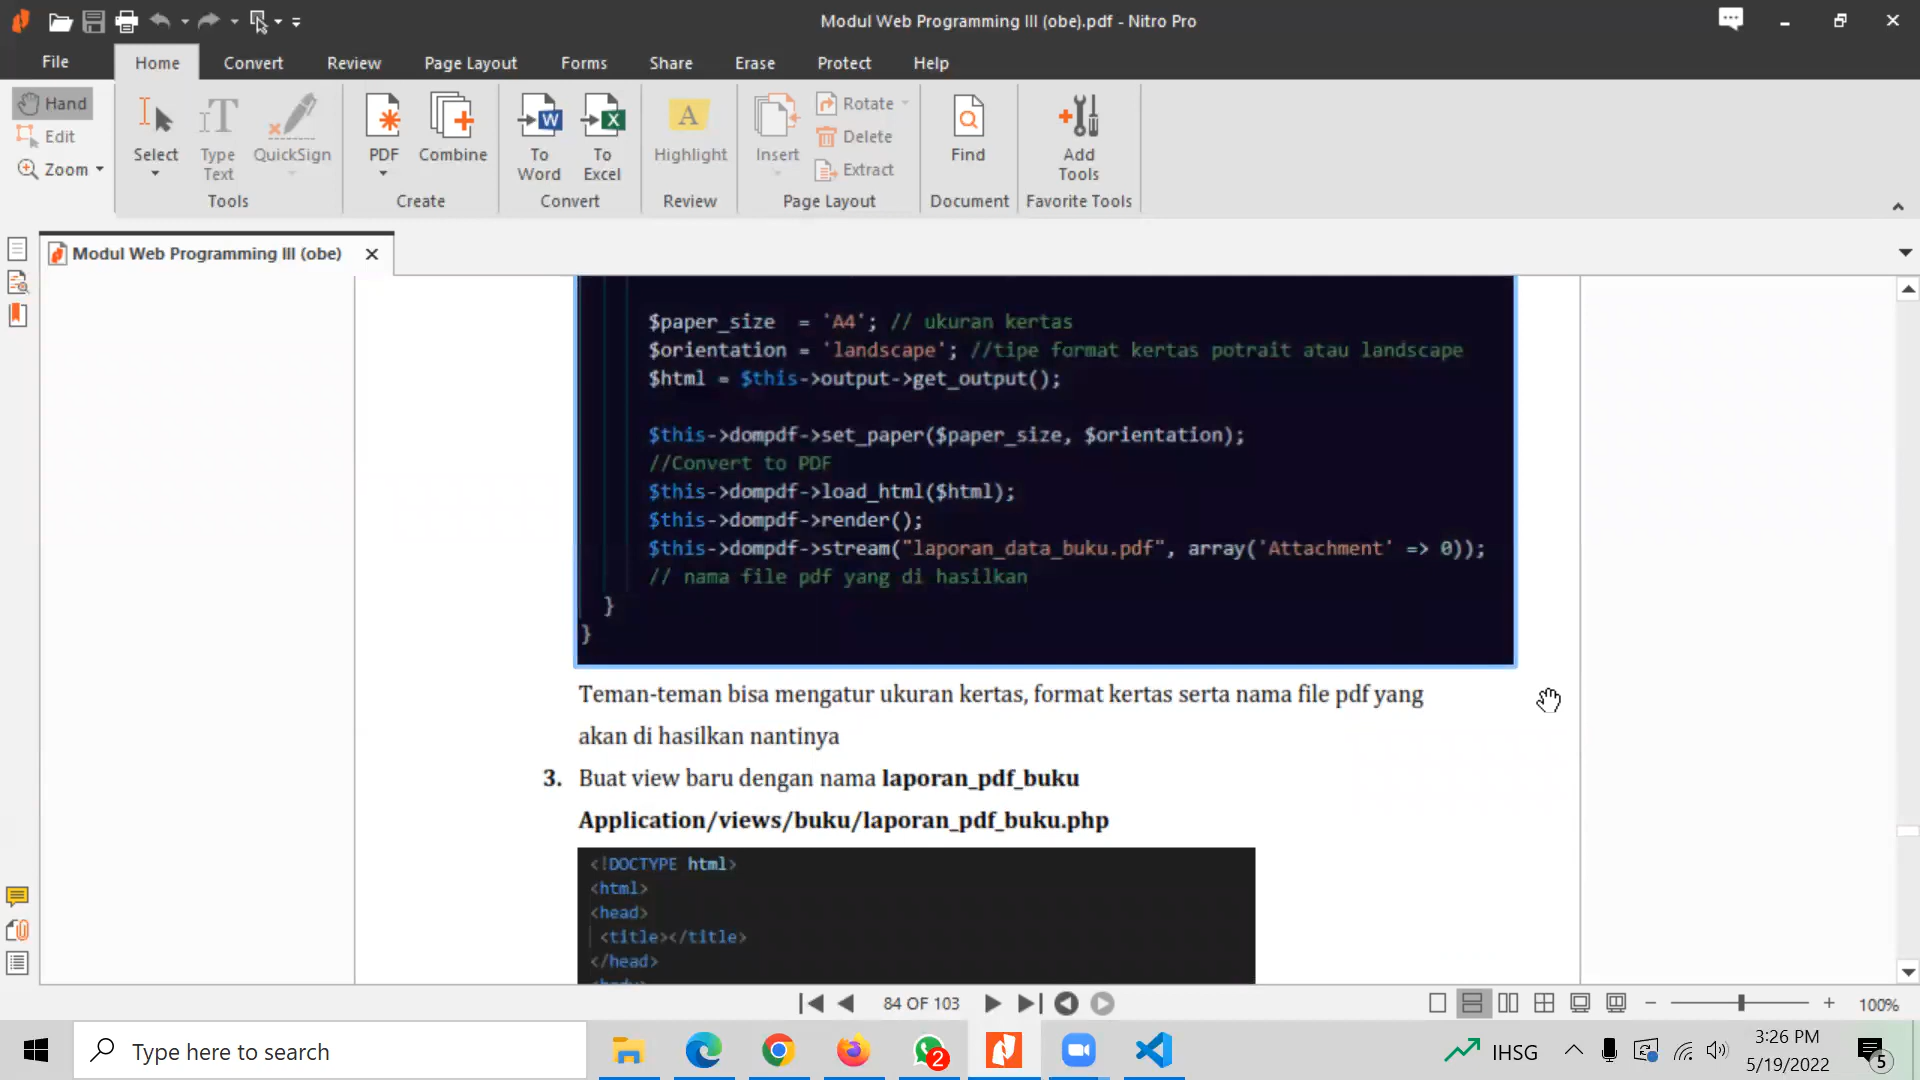 Modul Web Programming III (obe).pdf - Nitro Pro
File Home Convert Review Page Layout Forms Share Erase Protect Help
Hand
Edit
Zoom
Select
Type Text
QuickSign
Tools
PDF
Combine
Create
To Word
To Excel
Convert
Highlight
Review
Insert
Rotate
Delete
Extract
Page Layout
Find
Document
Add Tools
Favorite Tools
Modul Web Programming III (obe)
$paper_size = 'A4'; // ukuran kertas
$orientation = 'landscape'; //tipe format kertas potrait atau landscape
$html = $this->output->get_output();
$this->dompdf->set_paper($paper_size, $orientation);
//Convert to PDF
$this->dompdf->load_html($html);
$this->dompdf->render();
$this->dompdf->stream("laporan_data_buku.pdf", array('Attachment' => 0));
// nama file pdf yang di hasilkan
}
}
Teman-teman bisa mengatur ukuran kertas, format kertas serta nama file pdf yang
akan di hasilkan nantinya
3. Buat view baru dengan nama laporan_pdf_buku
Application/views/buku/laporan_pdf_buku.php
<!DOCTYPE html>
<html>
<head>
<title></title>
</head>
<body>
84 OF 103
100%
Type here to search
2
IHSG
3:26 PM
5/19/2022
5